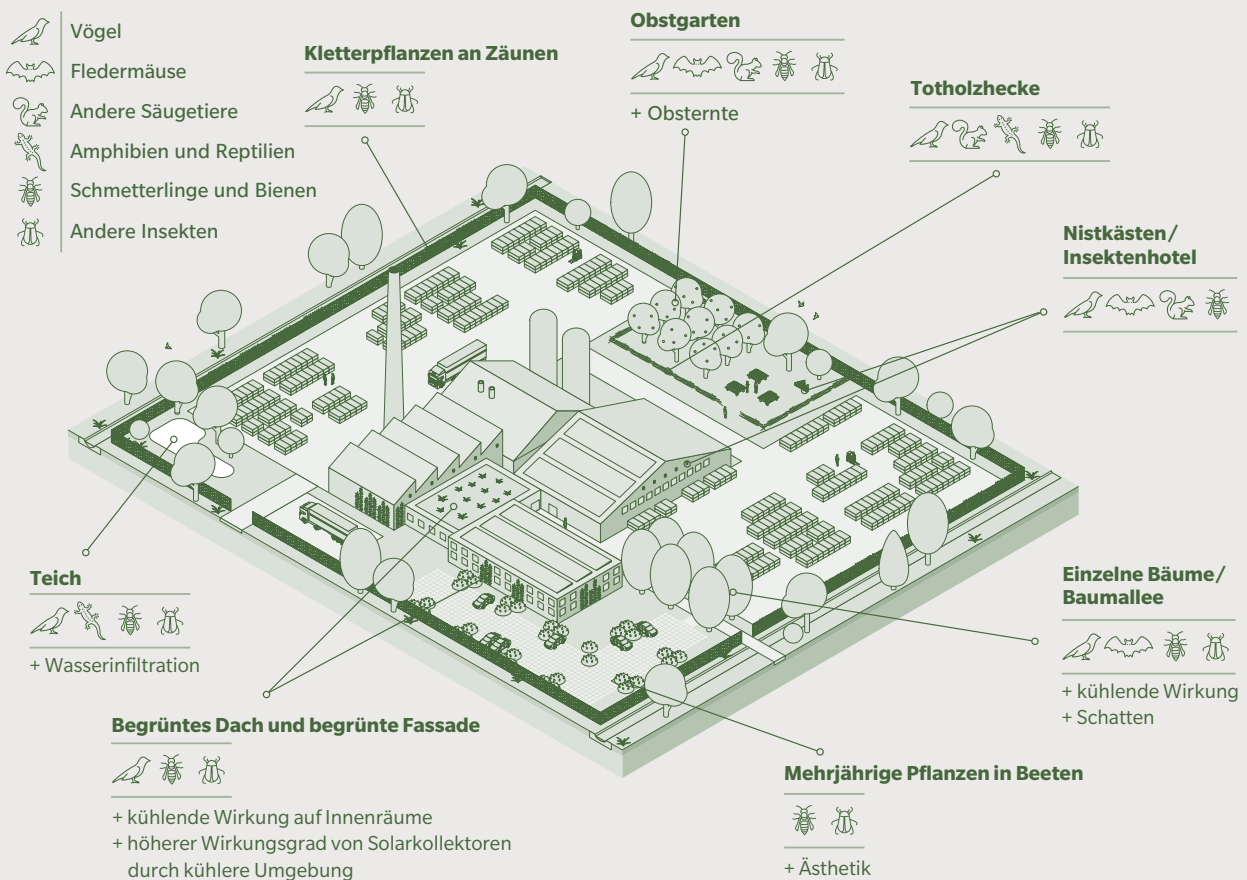 Vögel
Fledermäuse
Andere Säugetiere
Amphibien und Reptilien
Schmetterlinge und Bienen
Andere Insekten
Kletterpflanzen an Zäunen
Obstgarten
+ Obsternte
Totholzhecke
Nistkästen/
Insektenhotel
Teich
+ Wasserinfiltration
Einzelne Bäume/
Baumallee
+ kühlende Wirkung
+ Schatten
Begrüntes Dach und begrünte Fassade
+ kühlende Wirkung auf Innenräume
+ höherer Wirkungsgrad von Solarkollektoren
durch kühlere Umgebung
Mehrjährige Pflanzen in Beeten
+ Ästhetik